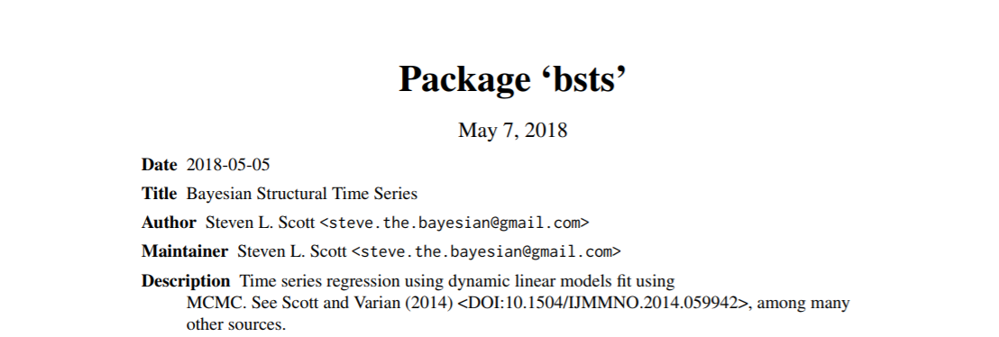 Package ‘bsts’
May 7, 2018
Date 2018-05-05
Title Bayesian Structural Time Series
Author Steven L. Scott <steve.the.bayesian@gmail.com>
Maintainer Steven L. Scott <steve.the.bayesian@gmail.com>
Description Time series regression using dynamic linear models fit using
MCMC. See Scott and Varian (2014) <DOI:10.1504/IJMMNO.2014.059942>, among many
other sources.